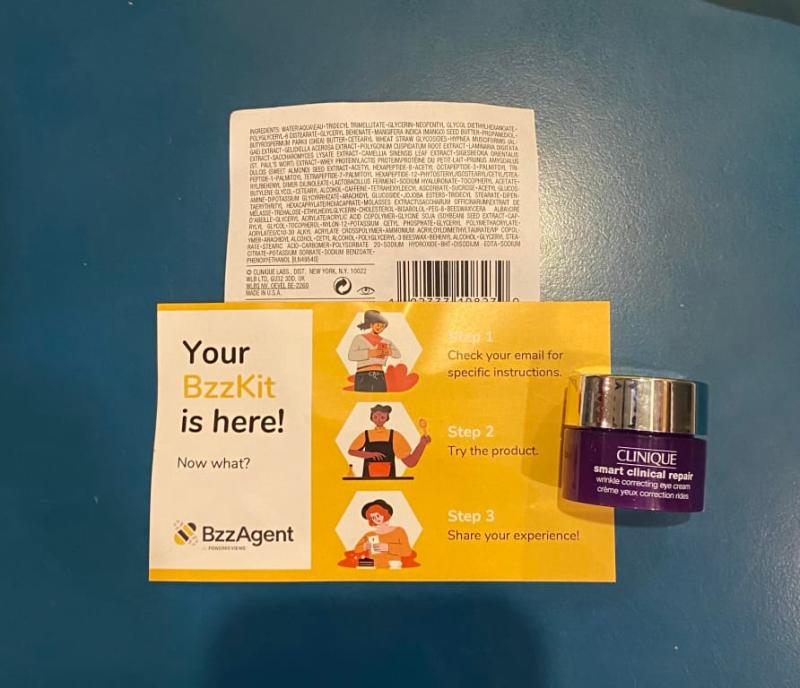 INGREDIENTS: WATER\AQUA\EAU•TRIDECYL TRIMELLITATE•GLYCERIN•NEOPENTYL GLYCOL DIETHYLHEXANOATE•
POLYGLYCERYL-6 DISTEARATE•GLYCERYL BEHENATE•MANGIFERA INDICA (MANGO) SEED BUTTER•PROPANEDIOL•
BUTYROSPERMUM PARKII (SHEA) BUTTER•CETEARYL WHEAT STRAW GLYCOSIDES•HYPNEA MUSCIFORMIS (AL-
GAE) EXTRACT•GELIDIELLA ACEROSA EXTRACT•POLYGONUM CUSPIDATUM ROOT EXTRACT•LAMINARIA DIGITATA
EXTRACT•SACCHAROMYCES LYSATE EXTRACT•CAMELLIA SINENSIS LEAF EXTRACT•SIGESBECKIA ORIENTALIS
(ST. PAUL'S WORT) EXTRACT•WHEY PROTEIN\LACTIS PROTEIN\PROTÉINE DU PETIT-LAIT•PRUNUS AMYGDALUS
DULCIS (SWEET ALMOND) SEED EXTRACT•ACETYL HEXAPEPTIDE-8•ACETYL OCTAPEPTIDE-3•PALMITOYL TRI-
PEPTIDE-1•PALMITOYL TETRAPEPTIDE-7•PALMITOYL HEXAPEPTIDE-12•PHYTOSTERYL/ISOSTEARYL/CETYL/STEA-
RYL/BEHENYL DIMER DILINOLEATE•LACTOBACILLUS FERMENT•SODIUM HYALURONATE•TOCOPHERYL ACETATE•
BUTYLENE GLYCOL•CETEARYL ALCOHOL•CAFFEINE•TETRAHEXYLDECYL ASCORBATE•SUCROSE•ACETYL GLUCOS-
AMINE•DIPOTASSIUM GLYCYRRHIZATE•ARACHIDYL GLUCOSIDE•JOJOBA ESTERS•TRIDECYL STEARATE•DIPEN-
TAERYTHRITYL HEXACAPRYLATE/HEXACAPRATE•MOLASSES EXTRACT\SACCHARUM OFFICINARUM\EXTRAIT DE
MÉLASSE•TREHALOSE•ETHYLHEXYLGLYCERIN•CHOLESTEROL•BISABOLOL•PEG-8•BEESWAX\CERA ALBA\CIRE
D'ABEILLE•GLYCERYL ACRYLATE/ACRYLIC ACID COPOLYMER•GLYCINE SOJA (SOYBEAN) SEED EXTRACT•CAP-
RYLYL GLYCOL•TOCOPHEROL•NYLON-12•POTASSIUM CETYL PHOSPHATE•GLYCERYL POLYMETHACRYLATE•
ACRYLATES/C10-30 ALKYL ACRYLATE CROSSPOLYMER•AMMONIUM ACRYLOYLDIMETHYLTAURATE/VP COPOL-
YMER•ARACHIDYL ALCOHOL•CETYL ALCOHOL•POLYGLYCERYL-3 BEESWAX•BEHENYL ALCOHOL•GLYCERYL STEA-
RATE•STEARIC ACID•CARBOMER•POLYSORBATE 20•SODIUM HYDROXIDE•BHT•DISODIUM EDTA•SODIUM
CITRATE•POTASSIUM SORBATE•SODIUM BENZOATE•
PHENOXYETHANOL [ILN49540]
© CLINIQUE LABS., DIST. NEW YORK, N.Y. 10022
WLB LTD, GU32 3DD, UK
WLBG NV, OEVEL BE-2260
MADE IN U.S.A.
Your
BzzKit
is here!
Now what?
BzzAgent
by POWERREVIEWS
Step 1
Check your email for
specific instructions.
Step 2
Try the product.
Step 3
Share your experience!
CLINIQUE
smart clinical repair
wrinkle correcting eye cream
crème yeux correction rides